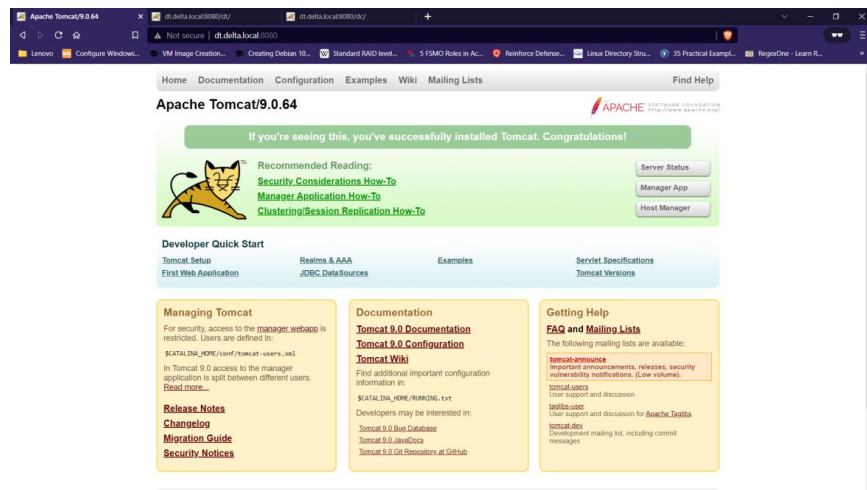 Apache Tomcat/9.0.64
dt.delta.local:8080/dt/
dt.delta.local:8080/dc/
Not secure | dt.delta.local:8080
Lenovo
Configure Windows...
VM Image Creation...
Creating Debian 10...
Standard RAID level...
5 FSMO Roles in Ac...
Reinforce Defense...
Linux Directory Stru...
35 Practical Exampl...
RegexOne - Learn R...
Home Documentation Configuration Examples Wiki Mailing Lists Find Help
Apache Tomcat/9.0.64
APACHE SOFTWARE FOUNDATION
http://www.apache.org/
If you're seeing this, you've successfully installed Tomcat. Congratulations!
TM
Recommended Reading:
Security Considerations How-To
Manager Application How-To
Clustering/Session Replication How-To
Server Status
Manager App
Host Manager
Developer Quick Start
Tomcat Setup
First Web Application
Realms & AAA
JDBC DataSources
Examples
Servlet Specifications
Tomcat Versions
Managing Tomcat
For security, access to the manager webapp is
restricted. Users are defined in:
$CATALINA_HOME/conf/tomcat-users.xml
In Tomcat 9.0 access to the manager
application is split between different users.
Read more...
Release Notes
Changelog
Migration Guide
Security Notices
Documentation
Tomcat 9.0 Documentation
Tomcat 9.0 Configuration
Tomcat Wiki
Find additional important configuration
information in:
$CATALINA_HOME/RUNNING.txt
Developers may be interested in:
Tomcat 9.0 Bug Database
Tomcat 9.0 JavaDocs
Tomcat 9.0 Git Repository at GitHub
Getting Help
FAQ and Mailing Lists
The following mailing lists are available:
tomcat-announce
Important announcements, releases, security
vulnerability notifications. (Low volume).
tomcat-users
User support and discussion
taglibs-user
User support and discussion for Apache Taglibs
tomcat-dev
Development mailing list, including commit
messages